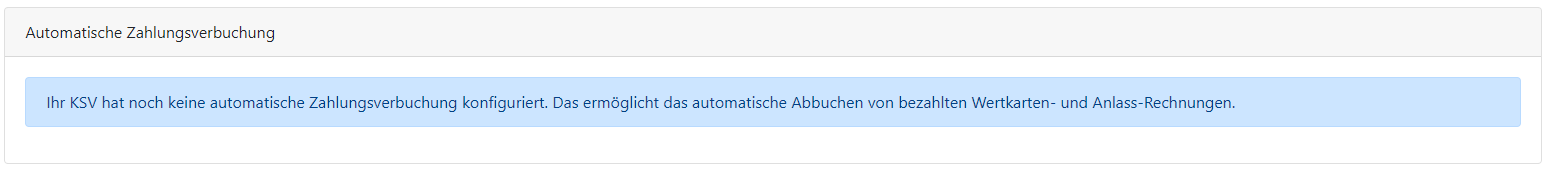 Automatische Zahlungsverbuchung
Ihr KSV hat noch keine automatische Zahlungsverbuchung konfiguriert. Das ermöglicht das automatische Abbuchen von bezahlten Wertkarten- und Anlass-Rechnungen.